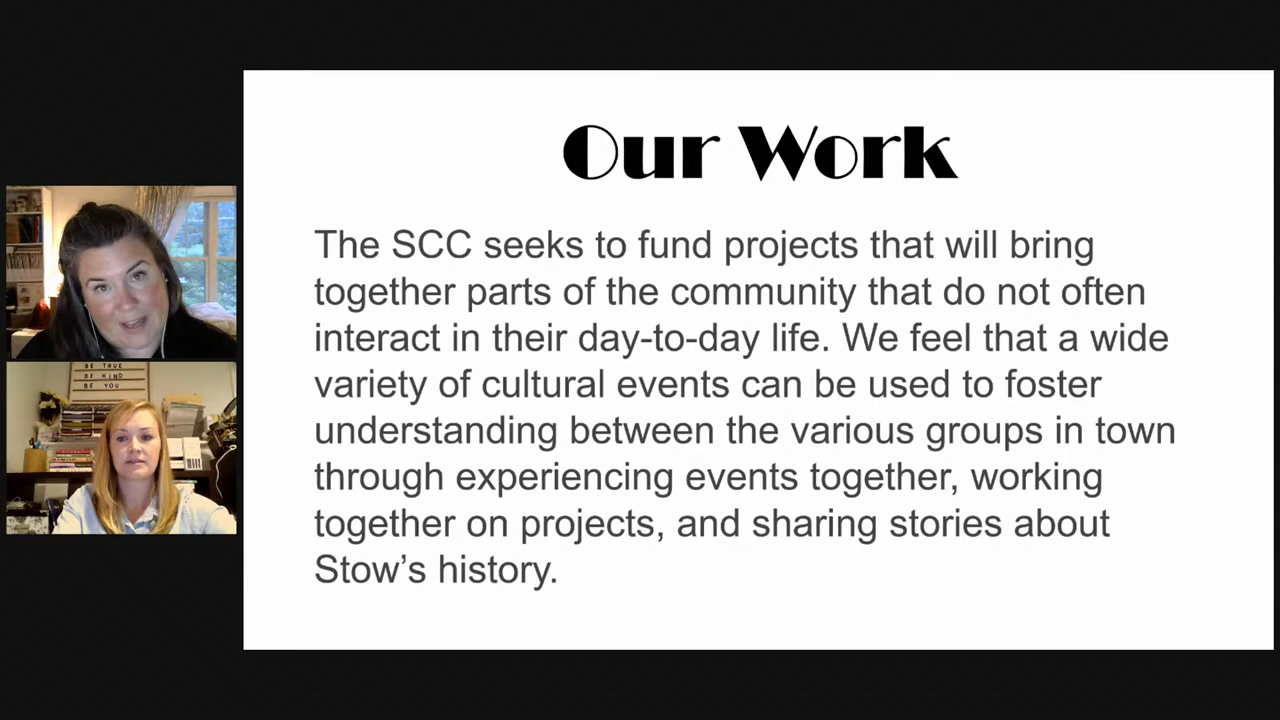 Our Work
The SCC seeks to fund projects that will bring
together parts of the community that do not often
interact in their day-to-day life. We feel that a wide
variety of cultural events can be used to foster
understanding between the various groups in town
through experiencing events together, working
together on projects, and sharing stories about
Stow’s history.
BE TRUE
BE KIND
BE YOU